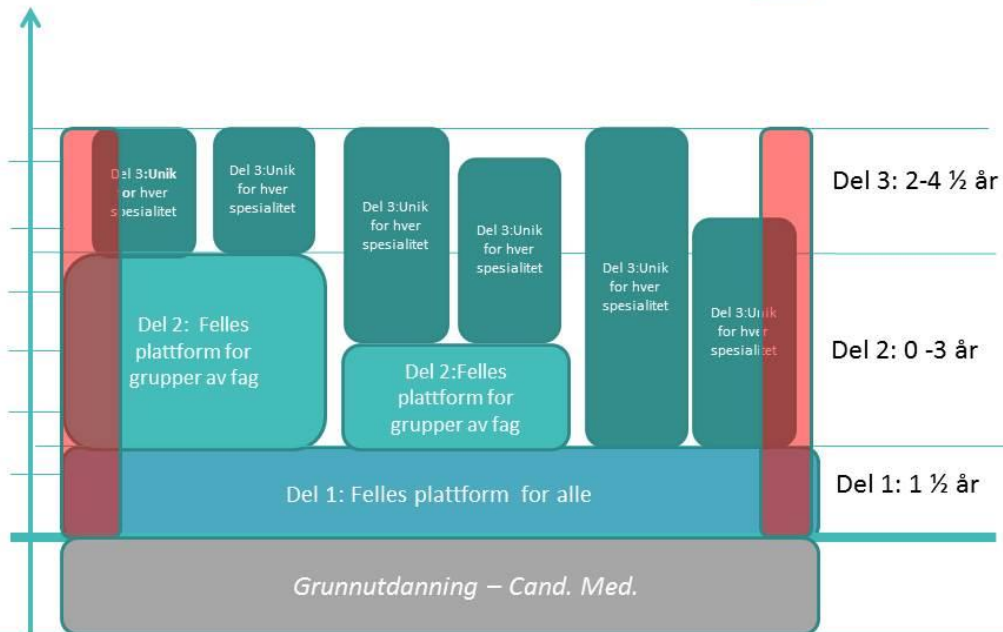 Del 3:Unik
for hver
spesialitet
Del 3:Unik
for hver
spesialitet
Del 3:Unik
for hver
spesialitet
Del 3:Unik
for hver
spesialitet
Del 3:Unik
for hver
spesialitet
Del 3:Unik
for hver
spesialitet
Del 3: 2-4 ½ år
Del 2: Felles
plattform for
grupper av fag
Del 2:Felles
plattform for
grupper av fag
Del 2: 0 -3 år
Del 1: Felles plattform for alle
Del 1: 1 ½ år
Grunnutdanning – Cand. Med.